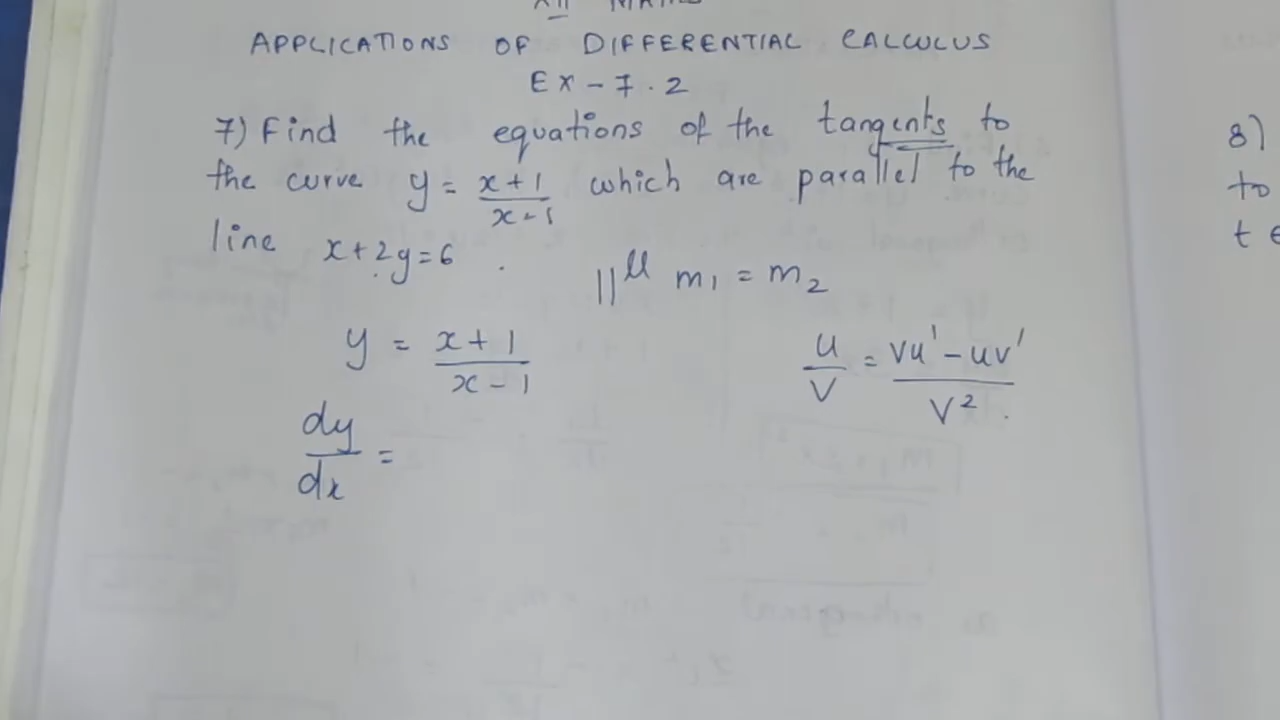 APPLICATIONS OF DIFFERENTIAL CALCULUS
EX - 7.2
7) Find the equations of the tangents to
the curve y = x+1 / x-1 which are parallel to the
line x+2y=6.
||ll m₁ = m₂
y = x+1 / x-1
u/v = vu' - uv' / v².
dy/dx =
8)
to